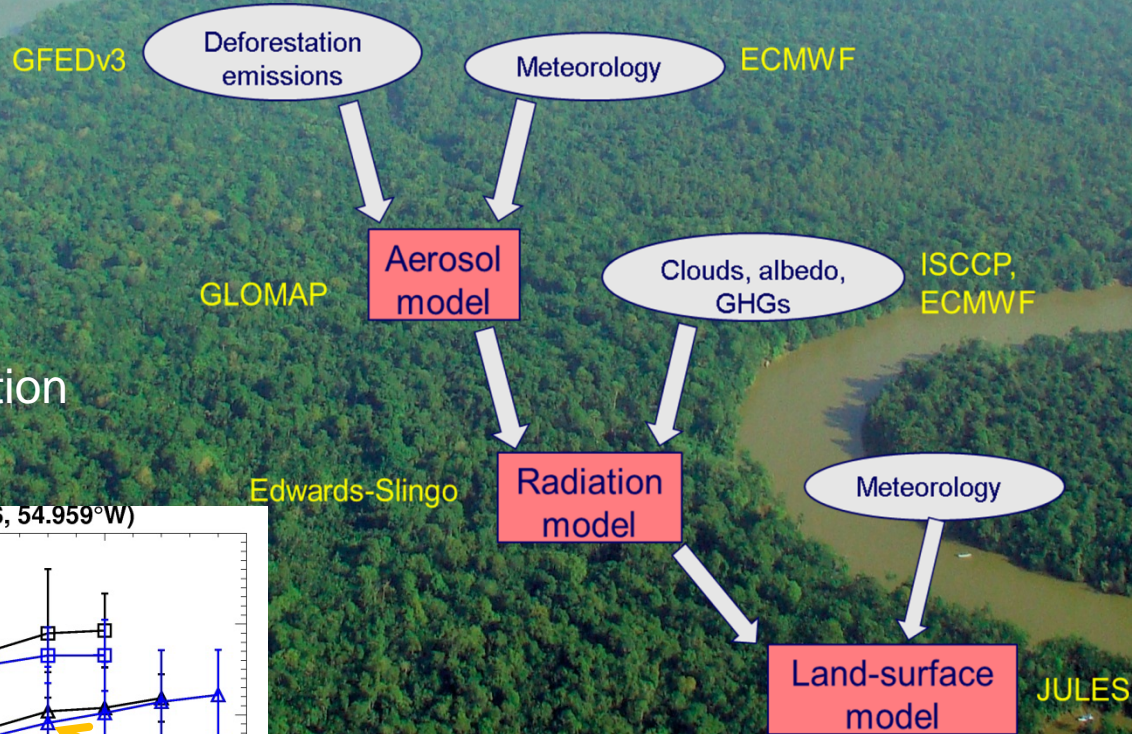 GFEDv3
Deforestation
emissions
Meteorology
ECMWF
GLOMAP
Aerosol
model
Clouds, albedo,
GHGs
ISCCP,
ECMWF
Edwards-Slingo
Radiation
model
Meteorology
54.959°W)
Land-surface
model
JULES